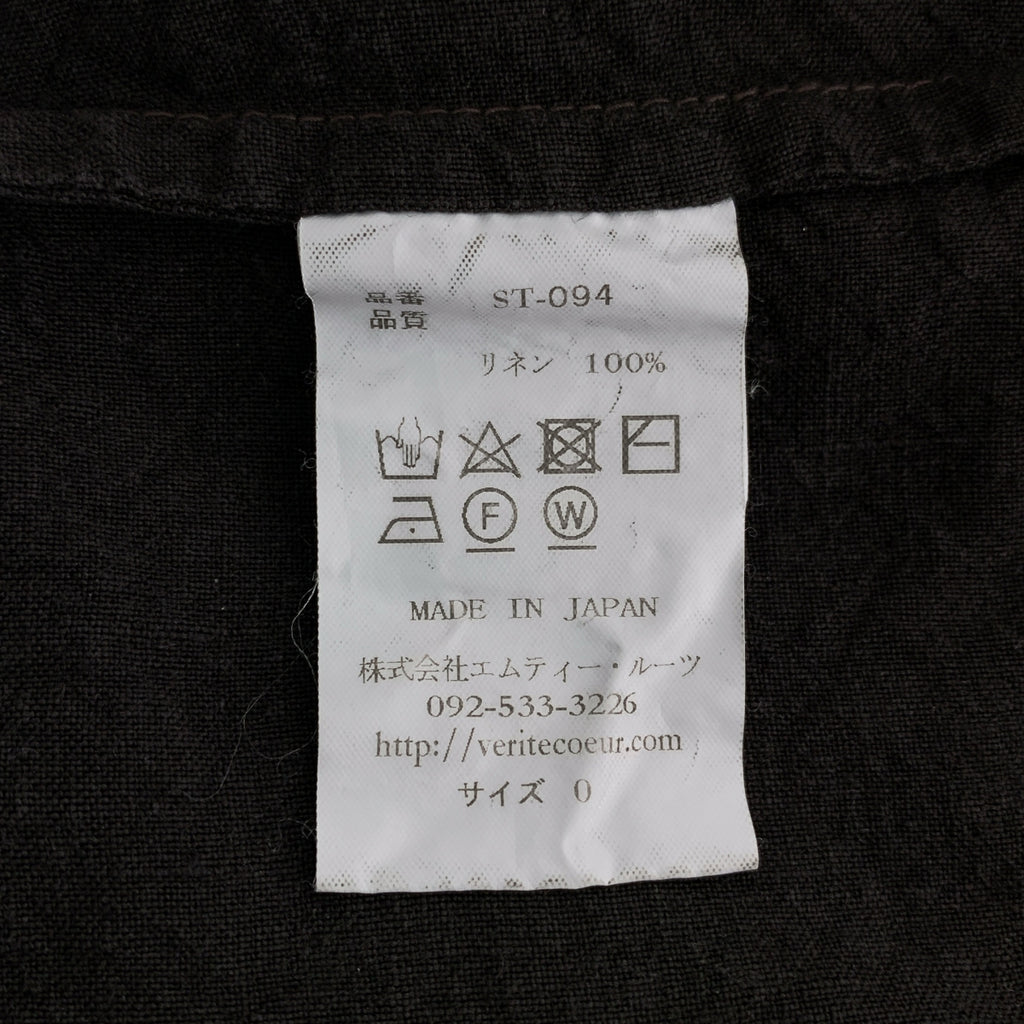 品番 ST-094
品質
リネン 100%
F W
MADE IN JAPAN
株式会社エムティー・ルーツ
092-533-3226
http://veritecoeur.com
サイズ 0